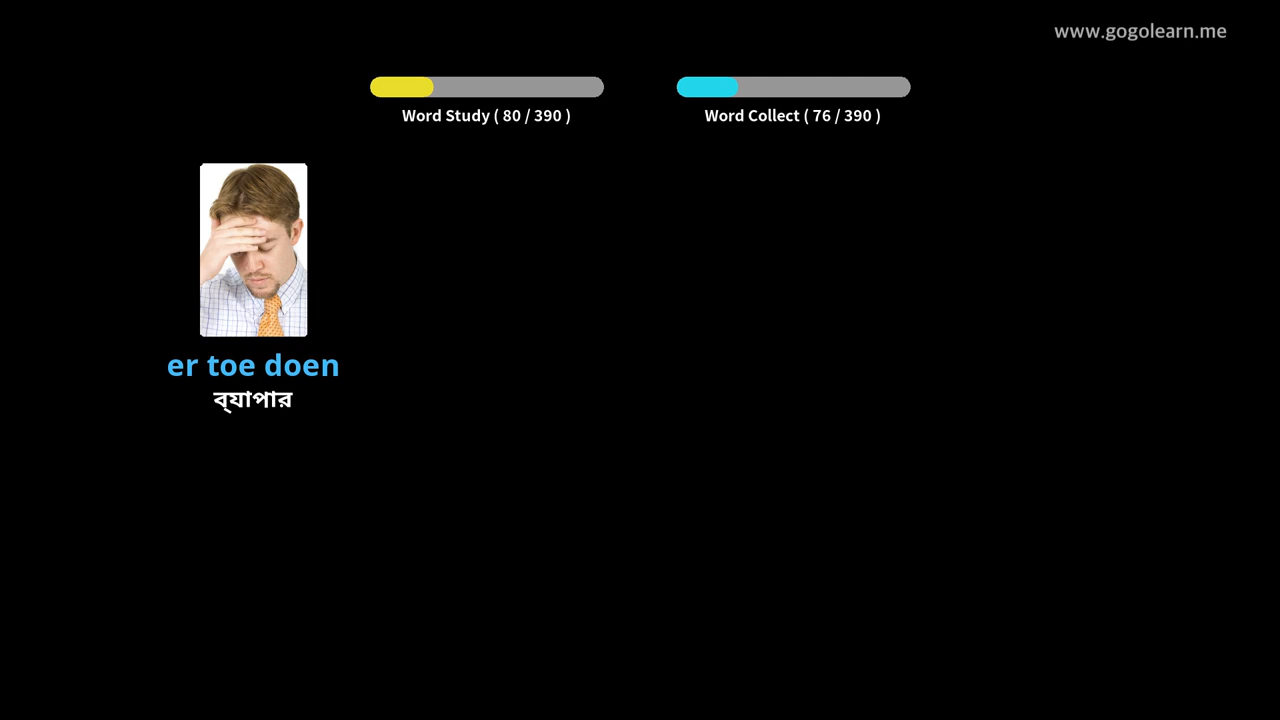 www.gogolearn.me
Word Study ( 80 / 390 )
Word Collect ( 76 / 390 )
er toe doen
ব্যাপার